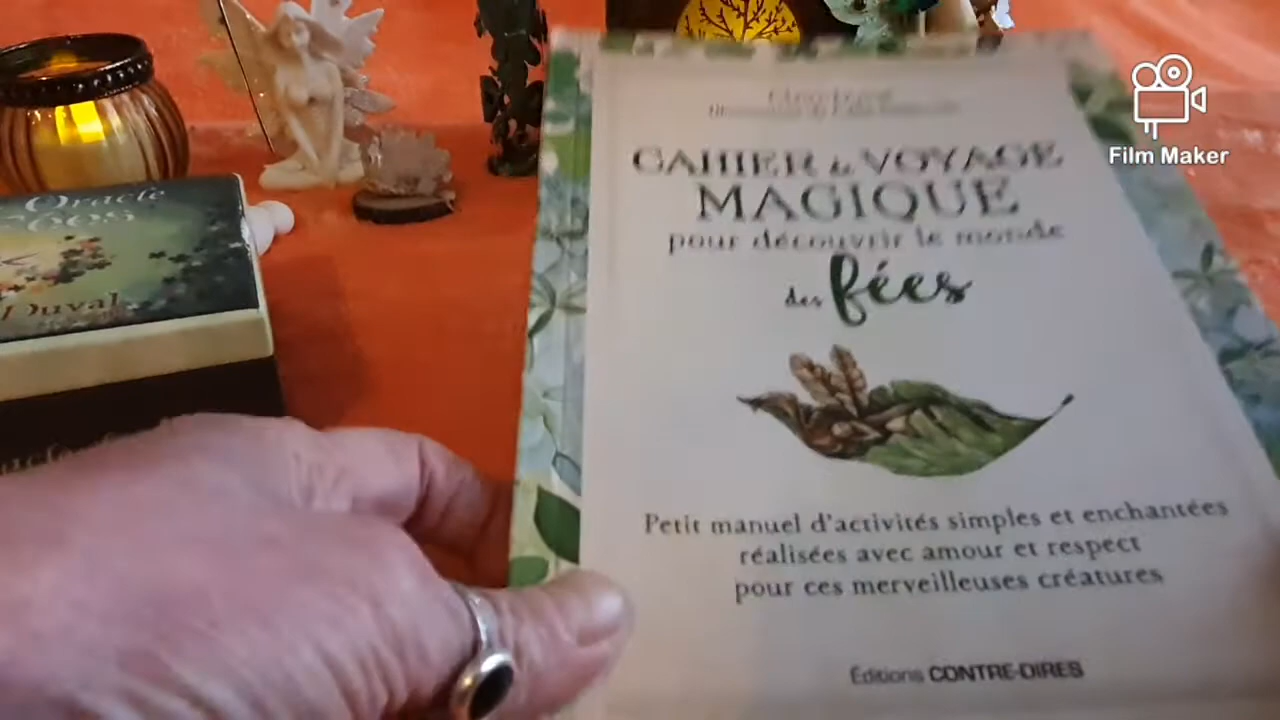 Film Maker
Oracle
Duval
CAHIER de VOYAGE
MAGIQUE
pour découvrir le monde
des fées
Petit manuel d'activités simples et enchantées
réalisées avec amour et respect
pour ces merveilleuses créatures
Éditions CONTRE-DIRES